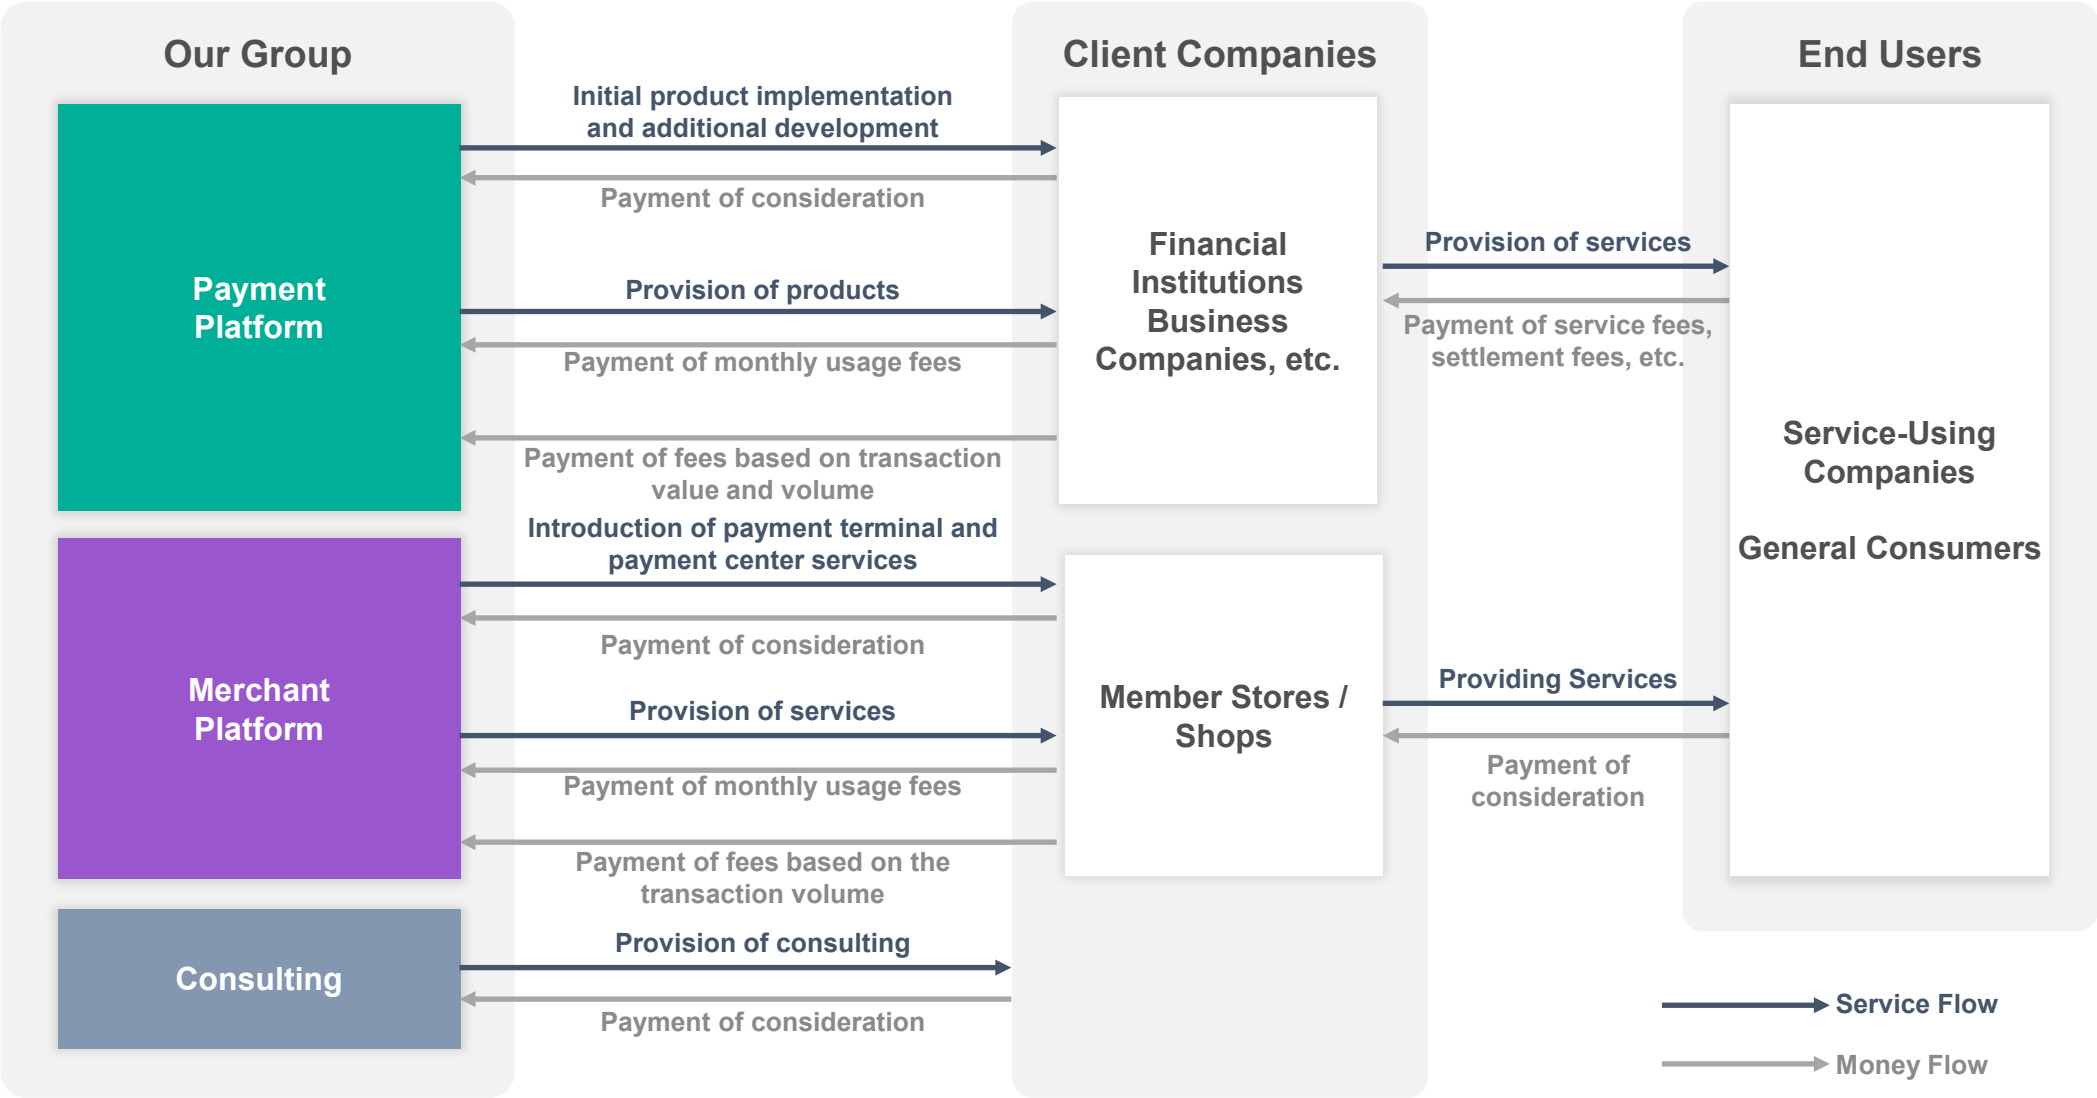 Our Group
Client Companies
End Users
Payment
Platform
Initial product implementation
and additional development
Payment of consideration
Provision of products
Payment of monthly usage fees
Payment of fees based on transaction
value and volume
Financial
Institutions
Business
Companies, etc.
Provision of services
Payment of service fees,
settlement fees, etc.
Service-Using
Companies
General Consumers
Merchant
Platform
Introduction of payment terminal and
payment center services
Payment of consideration
Provision of services
Payment of monthly usage fees
Payment of fees based on the
transaction volume
Member Stores /
Shops
Providing Services
Payment of
consideration
Consulting
Provision of consulting
Payment of consideration
Service Flow
Money Flow